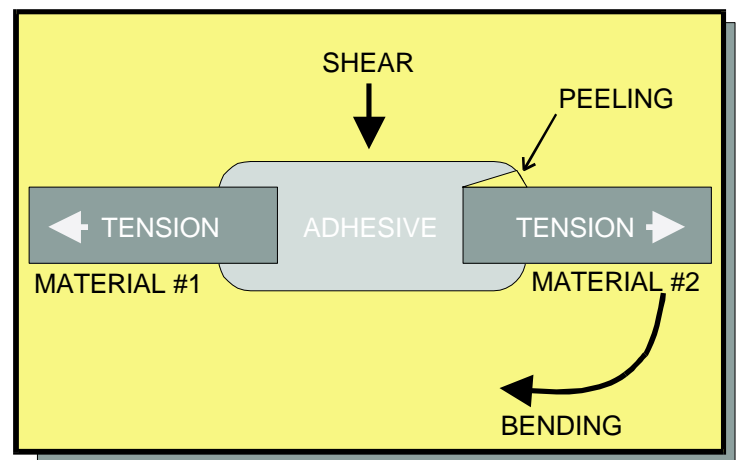 SHEAR
PEELING
TENSION
ADHESIVE
TENSION
MATERIAL #1
MATERIAL #2
BENDING